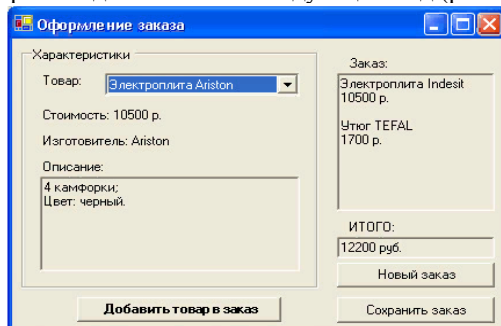 Оформление заказа
Характеристики
Товар:
Электроплита Ariston
Стоимость: 10500 р.
Изготовитель: Ariston
Описание:
4 камфорки;
Цвет: черный.
Добавить товар в заказ
Заказ:
Электроплита Indesit
10500 р.
Утюг TEFAL
1700 р.
ИТОГО:
12200 руб.
Новый заказ
Сохранить заказ